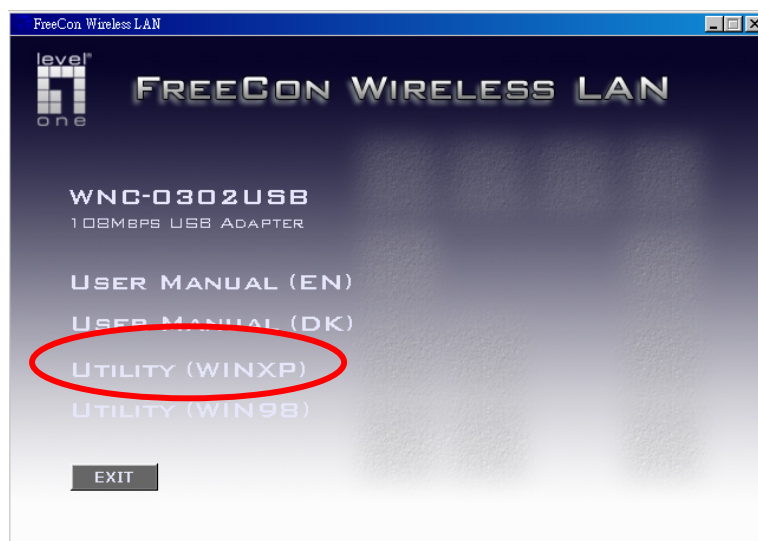 FreeCon Wireless LAN
level one
FREECON WIRELESS LAN
WNC-0302USB
108MBPS USB ADAPTER
USER MANUAL (EN)
USER MANUAL (DK)
UTILITY (WINXP)
UTILITY (WIN98)
EXIT